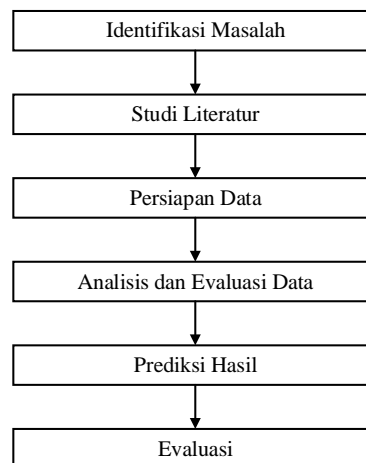 Identifikasi Masalah
Studi Literatur
Persiapan Data
Analisis dan Evaluasi Data
Prediksi Hasil
Evaluasi